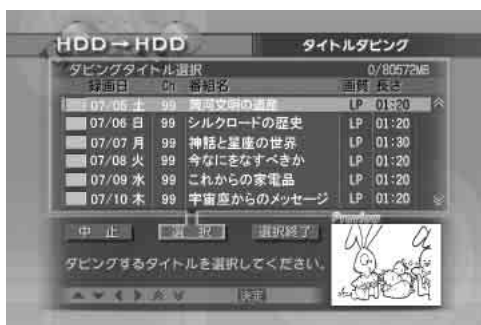 HDD→HDD タイトルダビング
ダビングタイトル選択 0/80572MB
録画日 Ch 番組名 画質 長さ
07/05 土 99 黄河文明の遺産 LP 01:20
07/06 日 99 シルクロードの歴史 LP 01:20
07/07 月 99 神話と星座の世界 LP 01:30
07/08 火 99 今なにをなすべきか LP 01:20
07/09 水 99 これからの家電品 LP 01:20
07/10 木 99 宇宙窓からのメッセージ LP 01:20
中 止 選 択 選択終了 Preview
ダビングするタイトルを選択してください。
決定